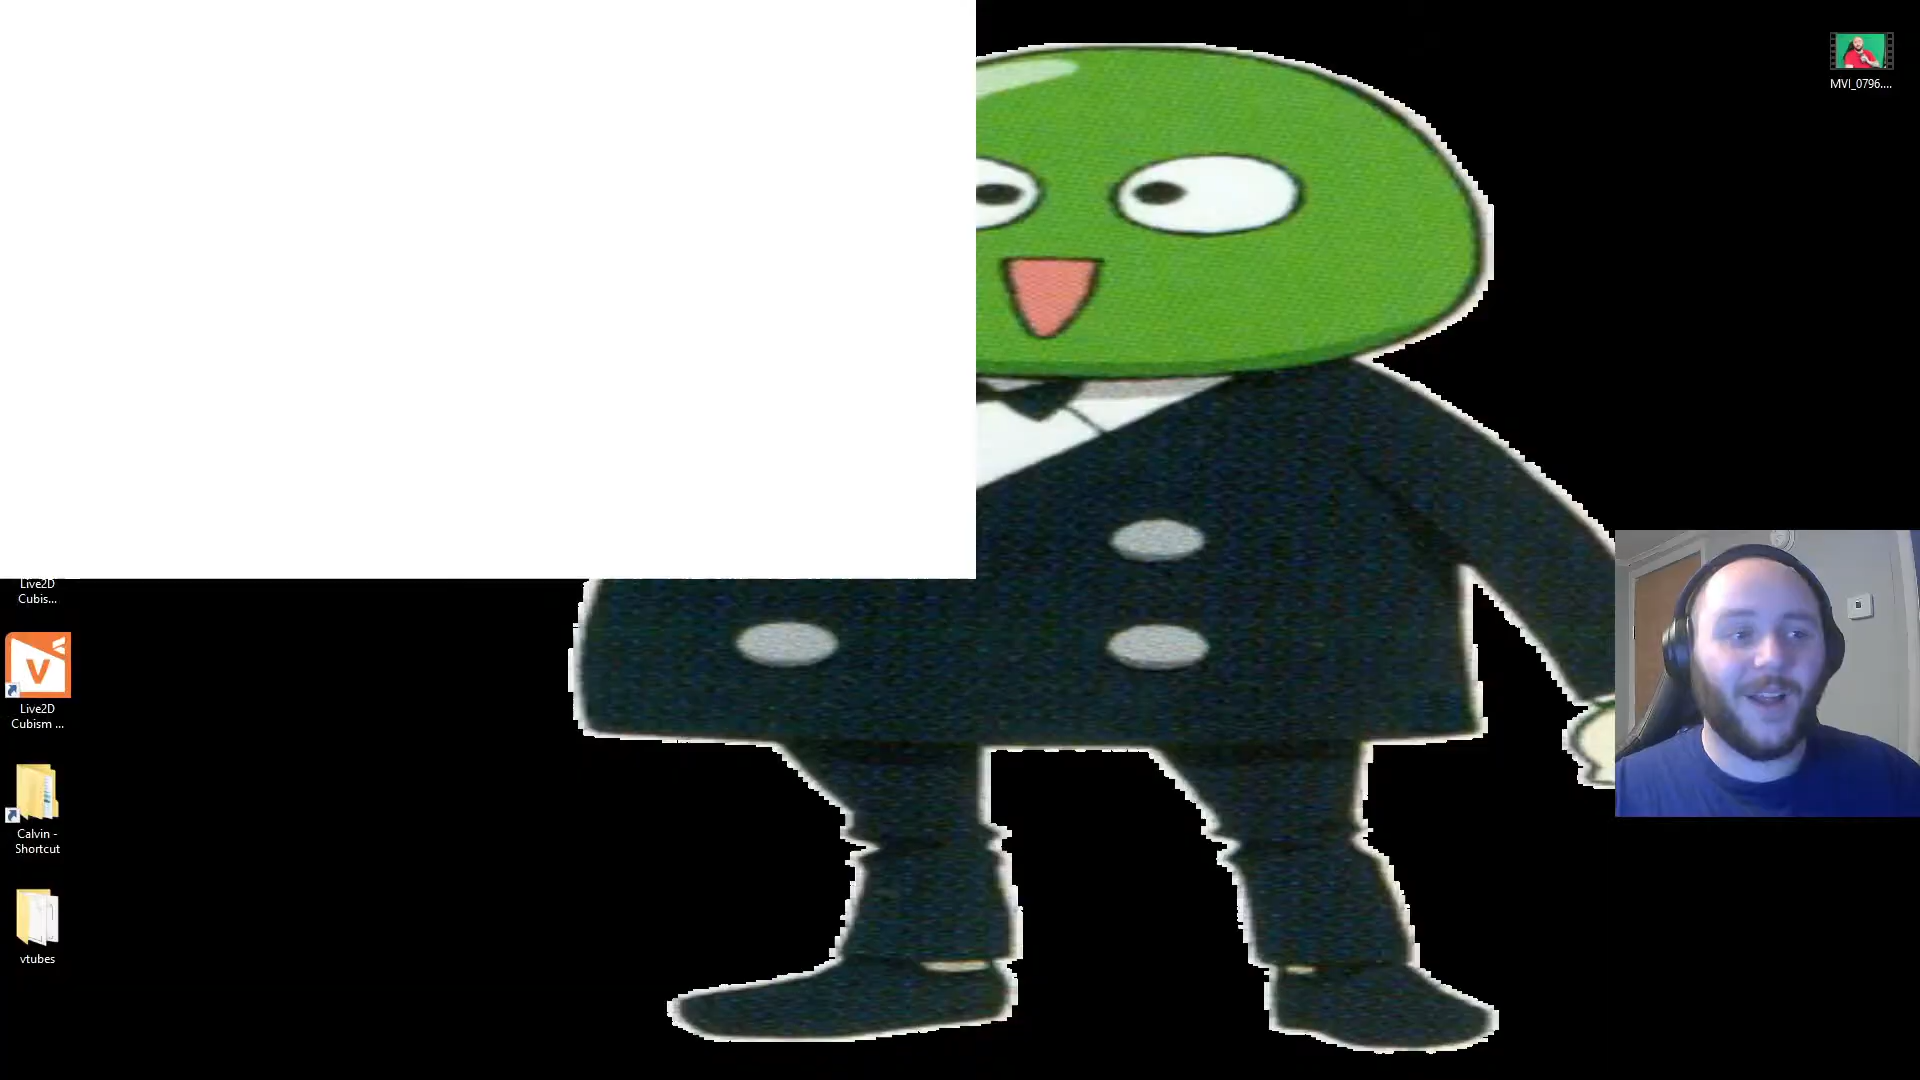 MVI_0796....
Live2D
Cubis...
Live2D
Cubism ...
Calvin -
Shortcut
vtubes